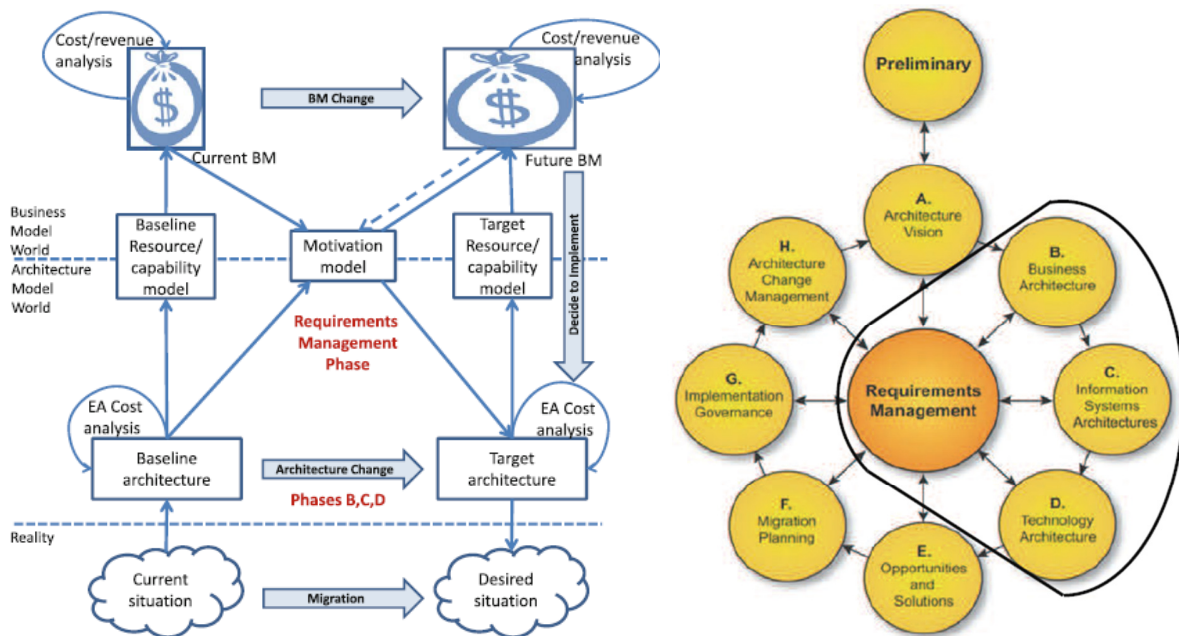 Cost/revenue
analysis
$
Current BM
BM Change
Cost/revenue
analysis
$
Future BM
Business
Model
World
Architecture
Model
World
Baseline
Resource/
capability
model
Motivation
model
Target
Resource/
capability
model
Decide to Implement
Requirements
Management
Phase
EA Cost
analysis
Baseline
architecture
Architecture Change
Phases B,C,D
EA Cost
analysis
Target
architecture
Reality
Current
situation
Migration
Desired
situation
Preliminary
A.
Architecture
Vision
B.
Business
Architecture
C.
Information
Systems
Architectures
D.
Technology
Architecture
E.
Opportunities
and
Solutions
F.
Migration
Planning
G.
Implementation
Governance
H.
Architecture
Change
Management
Requirements
Management